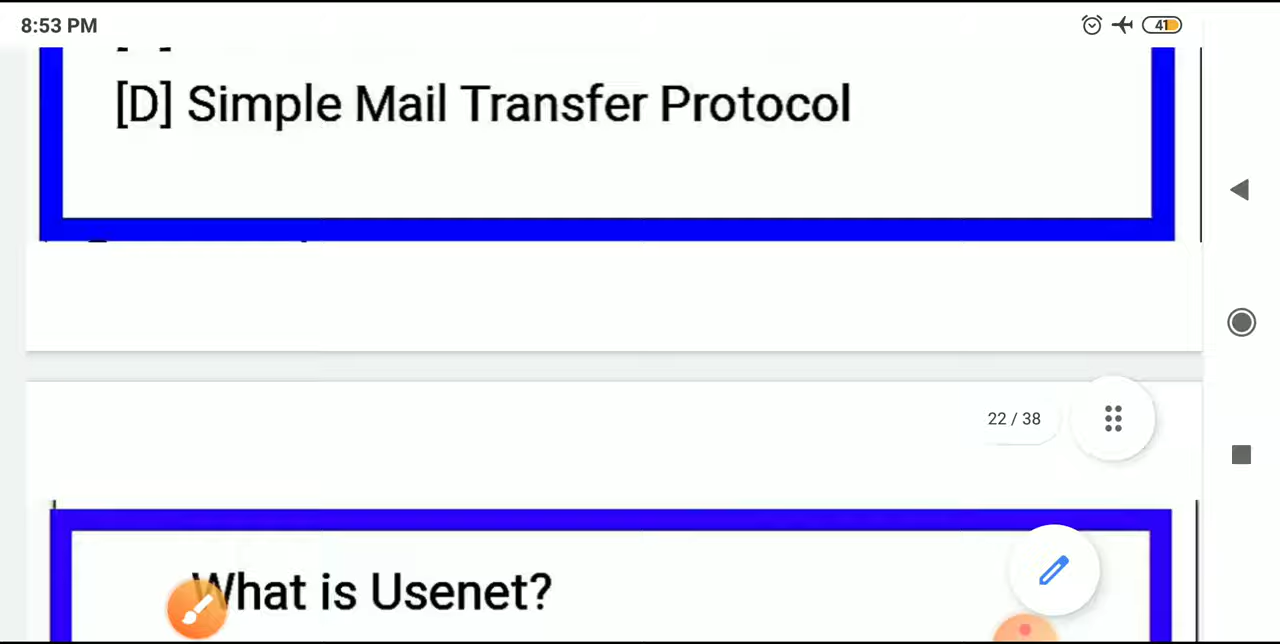 8:53 PM
41
[D] Simple Mail Transfer Protocol
22 / 38
What is Usenet?